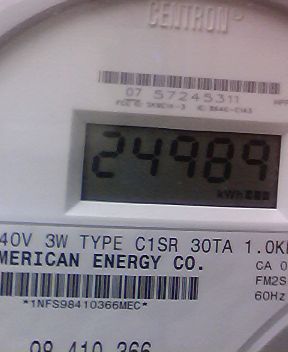 CENTRON
07 57245311
24989
kWh
40V 3W TYPE C1SR 30TA 1.0K
MERICAN ENERGY CO.
CA 0
FM2S
60Hz
*1NFS98410366MEC*
98 410 366